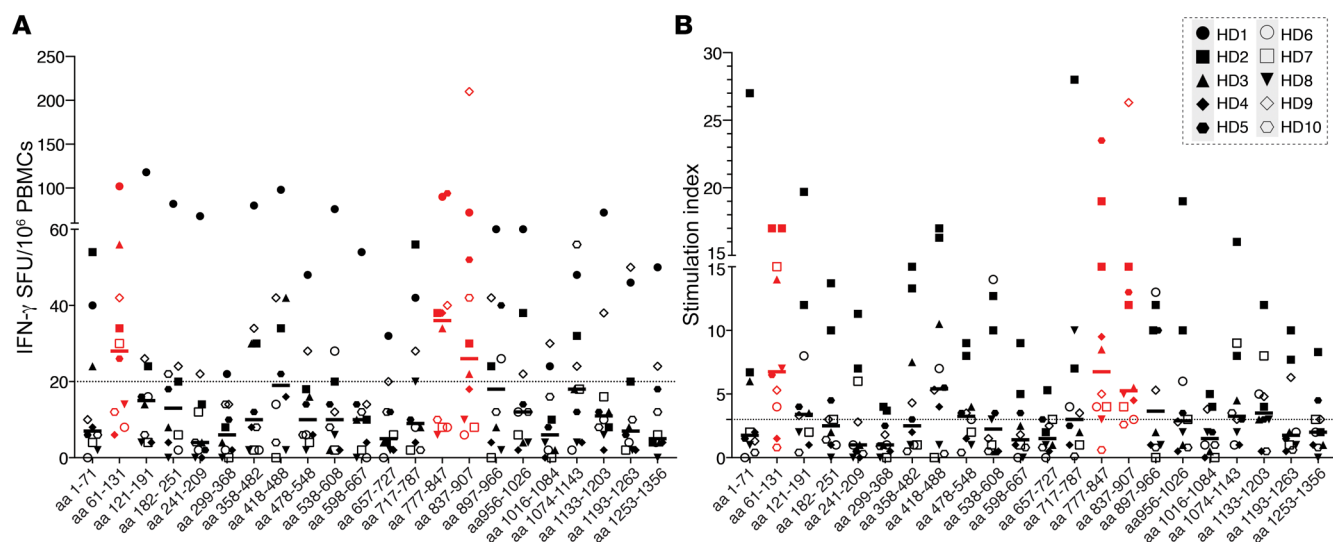 A
IFN-γ SFU/10⁶ PBMCs
250
200
150
100
60
40
20
0
aa 1-71
aa 61-131
aa 121-191
aa 182- 251
aa 241-209
aa 299-368
aa 358-482
aa 418-488
aa 478-548
aa 538-608
aa 598-667
aa 657-727
aa 717-787
aa 777-847
aa 837-907
aa 897-966
aa956-1026
aa 1016-1084
aa 1074-1143
aa 1133-1203
aa 1193-1263
aa 1253-1356
B
Stimulation index
30
25
20
15
15
10
5
0
aa 1-71
aa 61-131
aa 121-191
aa 182- 251
aa 241-209
aa 299-368
aa 358-482
aa 418-488
aa 478-548
aa 538-608
aa 598-667
aa 657-727
aa 717-787
aa 777-847
aa 837-907
aa 897-966
aa956-1026
aa 1016-1084
aa 1074-1143
aa 1133-1203
aa 1193-1263
aa 1253-1356
HD1
HD2
HD3
HD4
HD5
HD6
HD7
HD8
HD9
HD10